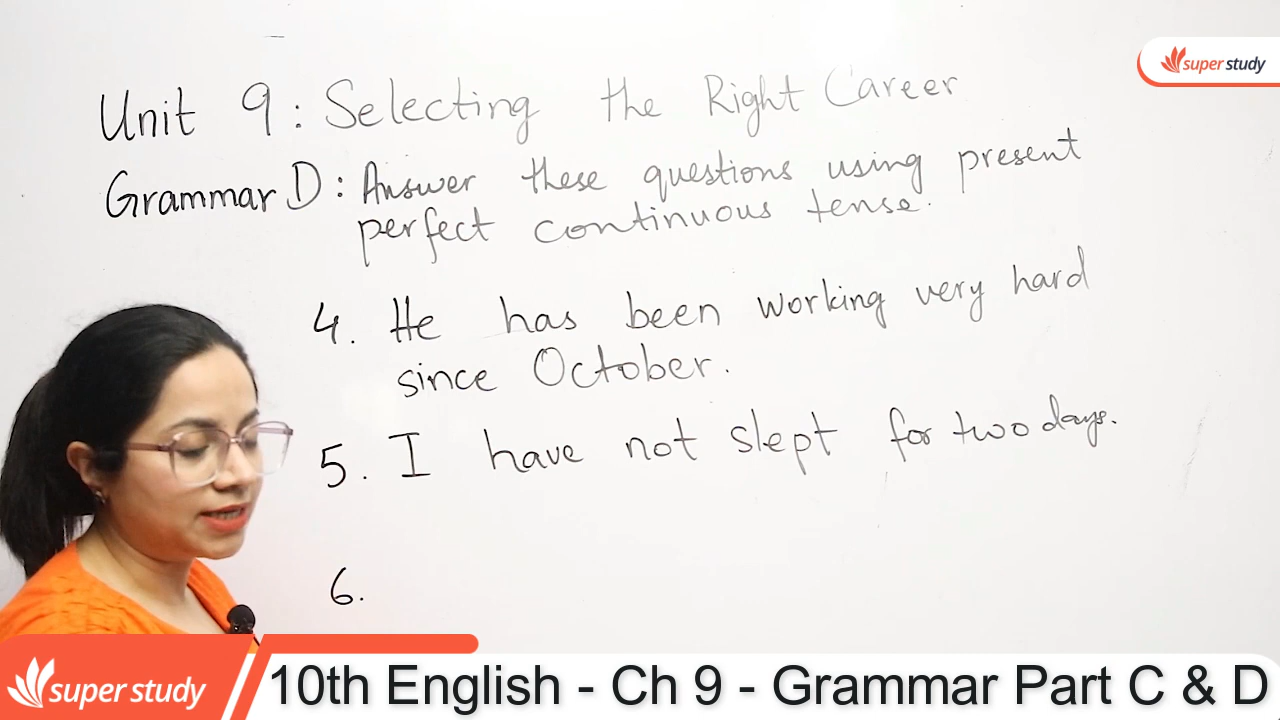 super study
Unit 9: Selecting the Right Career
Grammar D: Answer these questions using present
perfect continuous tense.
4. He has been working very hard
since October.
5. I have not slept for two days.
6.
super study
10th English - Ch 9 - Grammar Part C & D